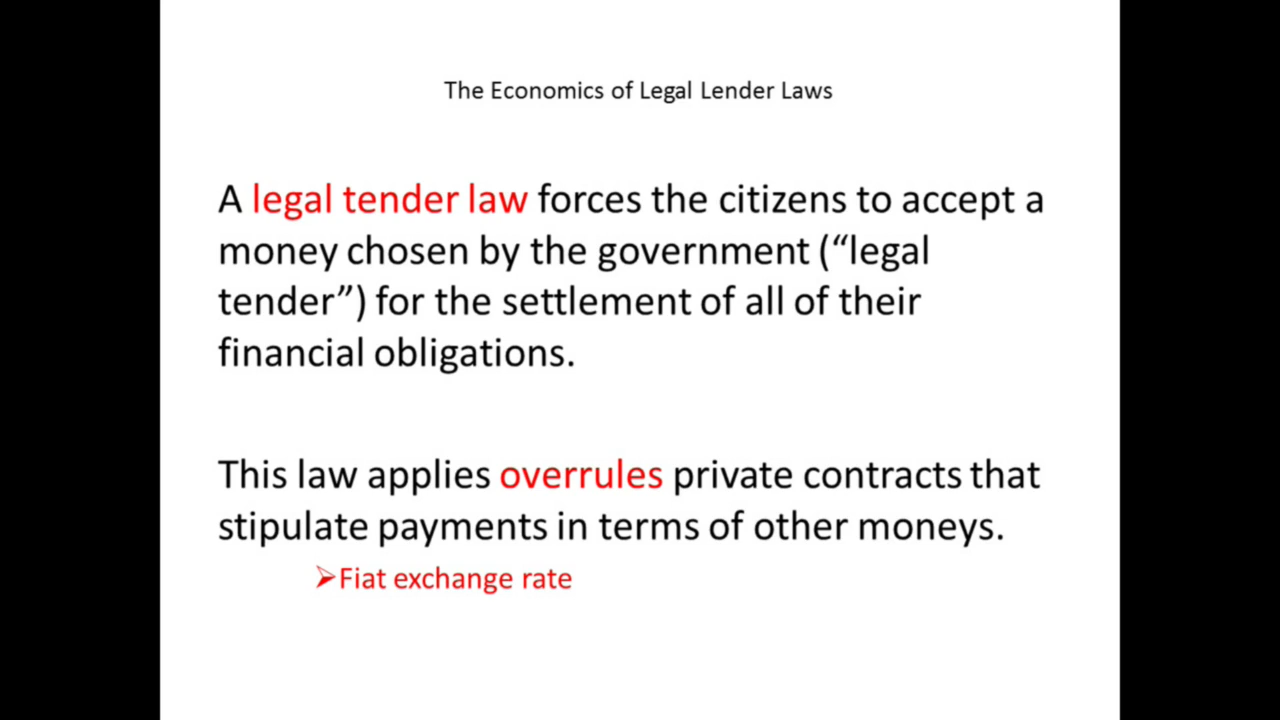 The Economics of Legal Lender Laws
A legal tender law forces the citizens to accept a
money chosen by the government (“legal
tender”) for the settlement of all of their
financial obligations.
This law applies overrules private contracts that
stipulate payments in terms of other moneys.
➢Fiat exchange rate